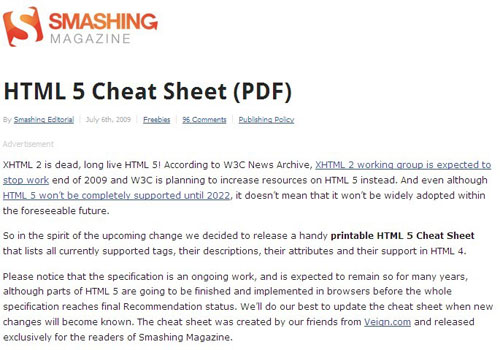 SMASHING
MAGAZINE
HTML 5 Cheat Sheet (PDF)
By Smashing Editorial | July 6th, 2009 | Freebies | 96 Comments | Publishing Policy
Advertisement
XHTML 2 is dead, long live HTML 5! According to W3C News Archive, XHTML 2 working group is expected to
stop work end of 2009 and W3C is planning to increase resources on HTML 5 instead. And even although
HTML 5 won't be completely supported until 2022, it doesn't mean that it won't be widely adopted within
the foreseeable future.
So in the spirit of the upcoming change we decided to release a handy printable HTML 5 Cheat Sheet
that lists all currently supported tags, their descriptions, their attributes and their support in HTML 4.
Please notice that the specification is an ongoing work, and is expected to remain so for many years,
although parts of HTML 5 are going to be finished and implemented in browsers before the whole
specification reaches final Recommendation status. We'll do our best to update the cheat sheet when new
changes will become known. The cheat sheet was created by our friends from Veign.com and released
exclusively for the readers of Smashing Magazine.